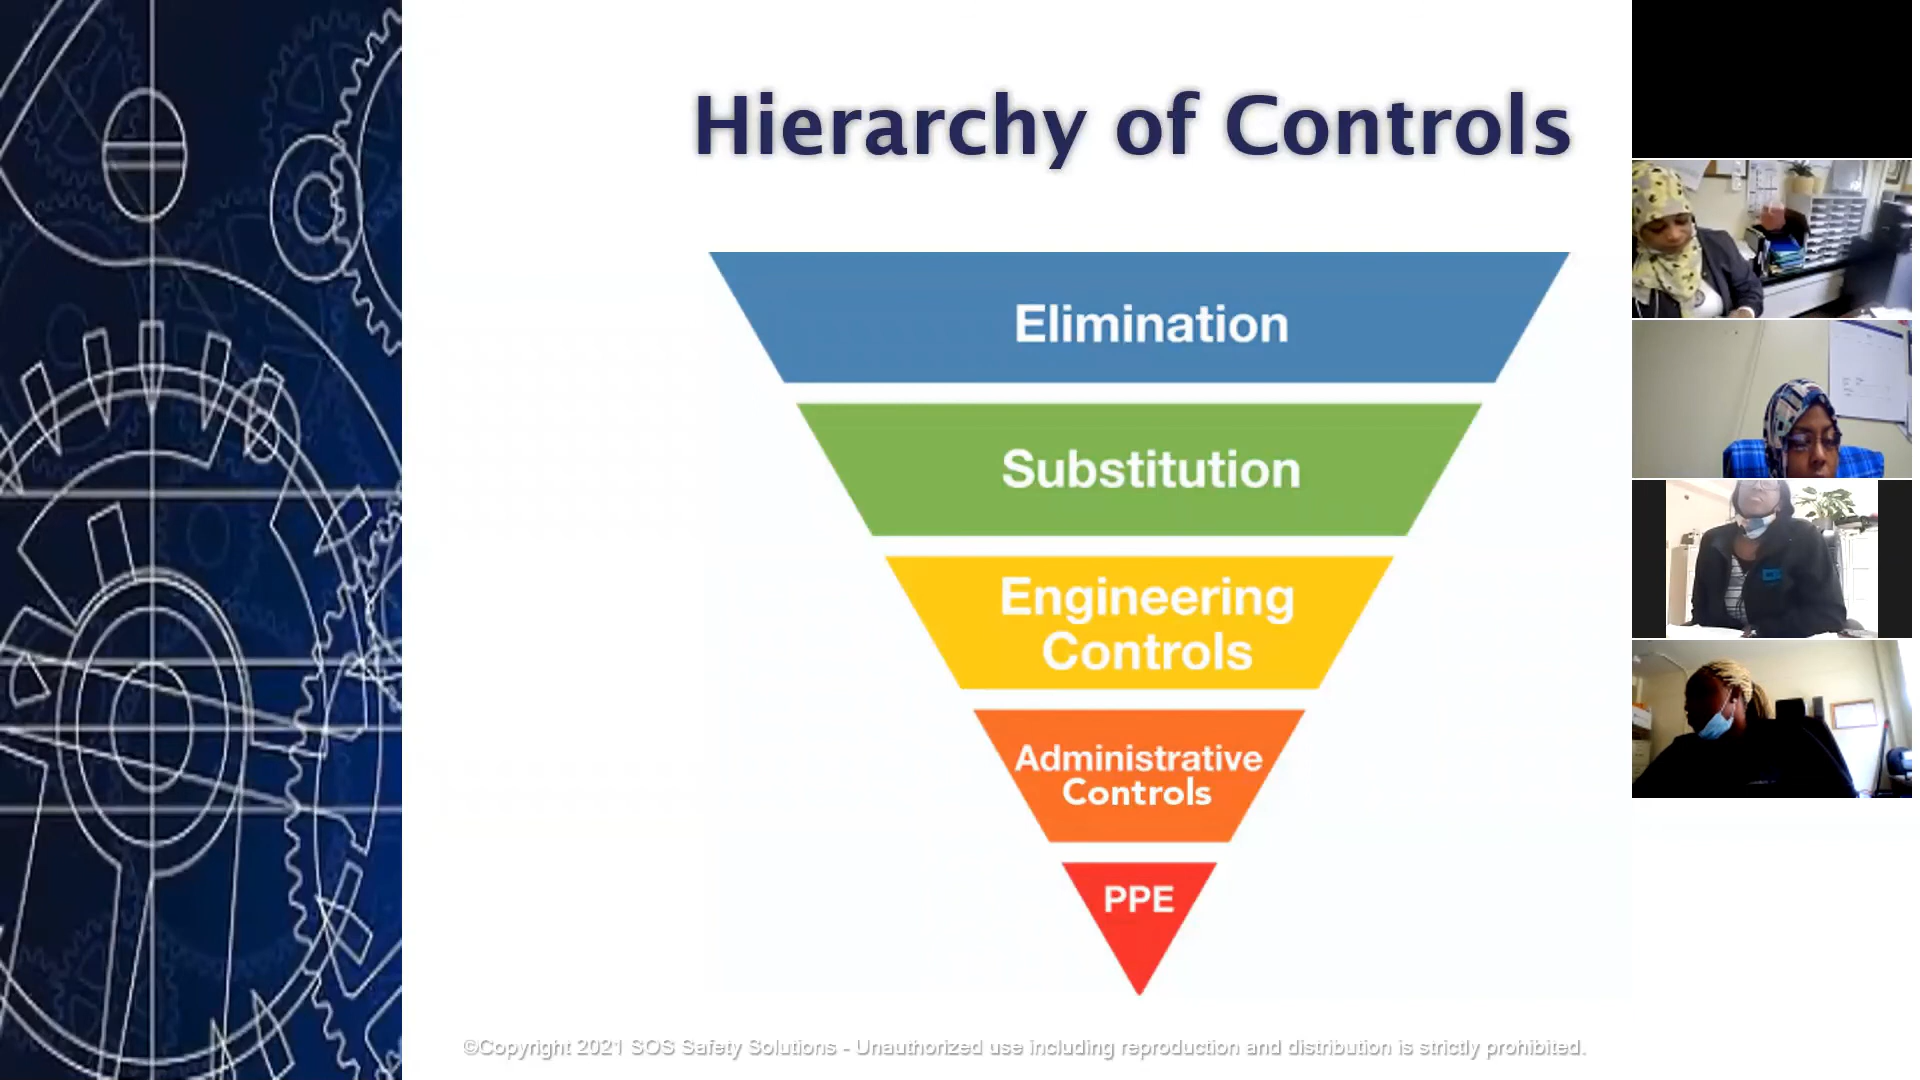 Hierarchy of Controls
Elimination
Substitution
Engineering
Controls
Administrative
Controls
PPE
©Copyright 2021 SOS Safety Solutions - Unauthorized use including reproduction and distribution is strictly prohibited.